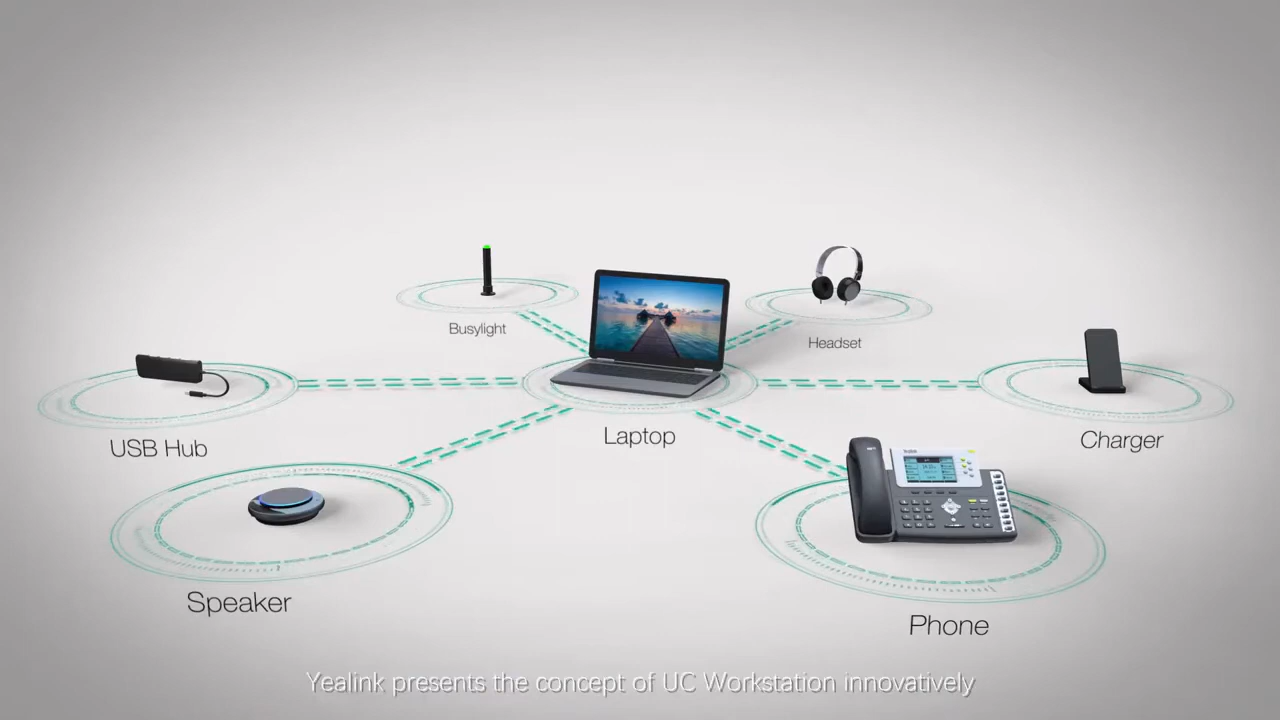 Busylight
Headset
USB Hub
Laptop
Charger
Speaker
Phone
Yealink presents the concept of UC Workstation innovatively